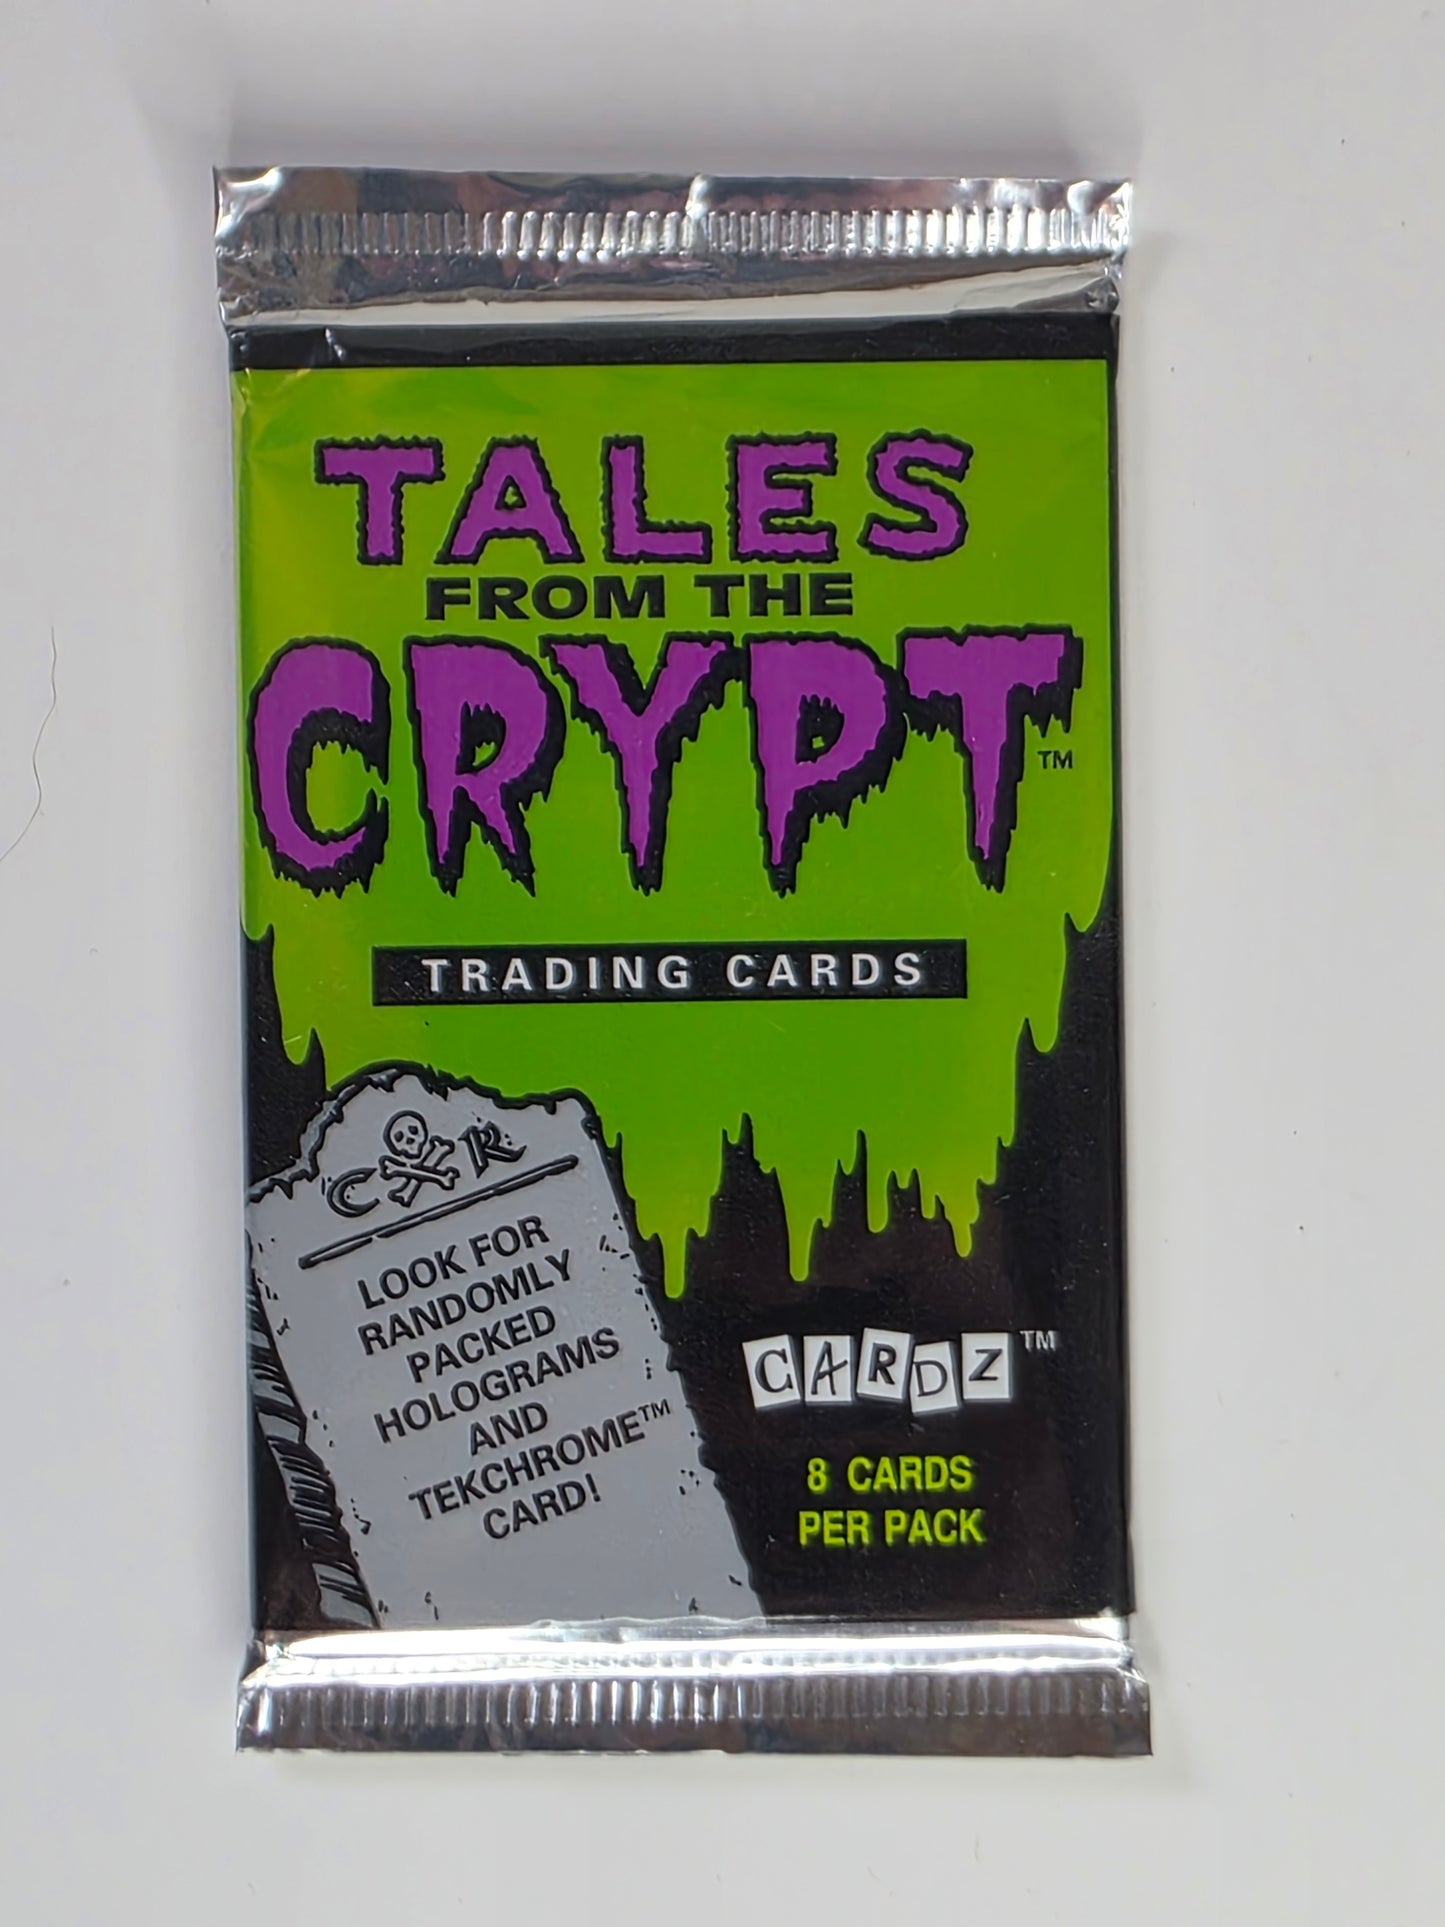 TALES
FROM THE
CRYPT™
TRADING CARDS
C R
LOOK FOR
RANDOMLY
PACKED
HOLOGRAMS
AND
TEKCHROME™
CARD!
CARDZ™
8 CARDS
PER PACK